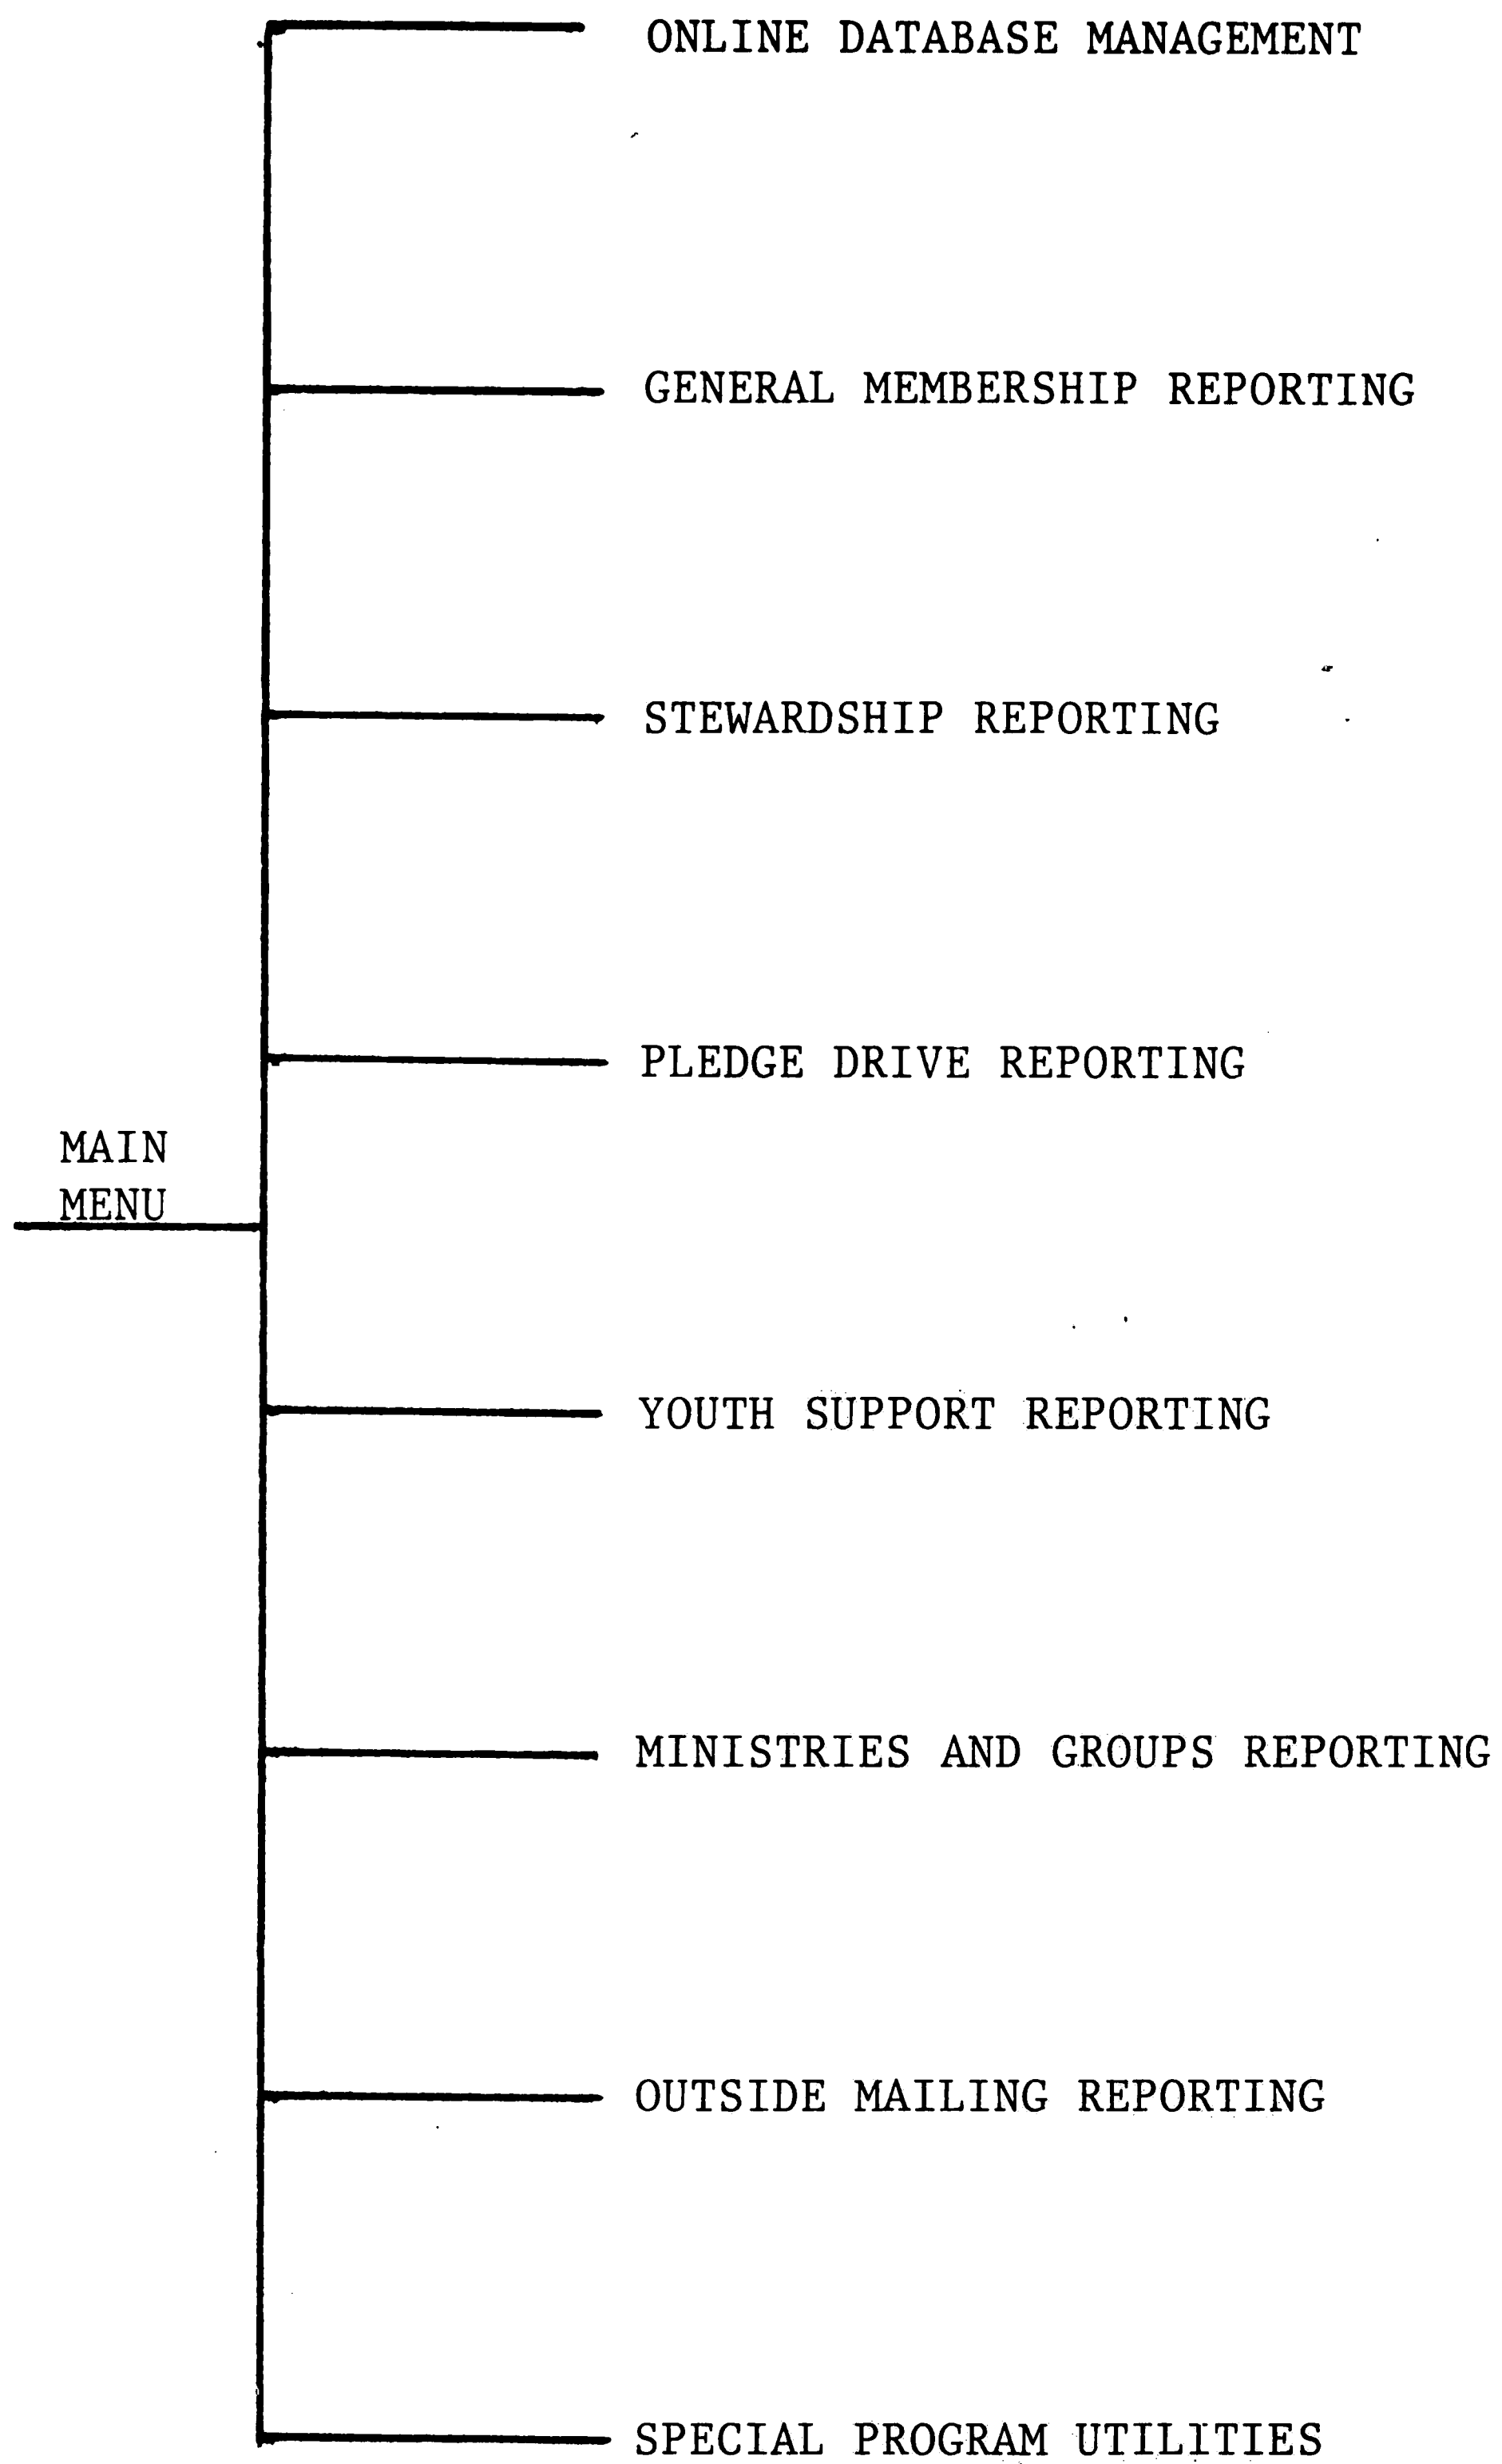 ONLINE DATABASE MANAGEMENT
GENERAL MEMBERSHIP REPORTING
STEWARDSHIP REPORTING
PLEDGE DRIVE REPORTING
MAIN
MENU
YOUTH SUPPORT REPORTING
MINISTRIES AND GROUPS REPORTING
OUTSIDE MAILING REPORTING
SPECIAL PROGRAM UTILITIES